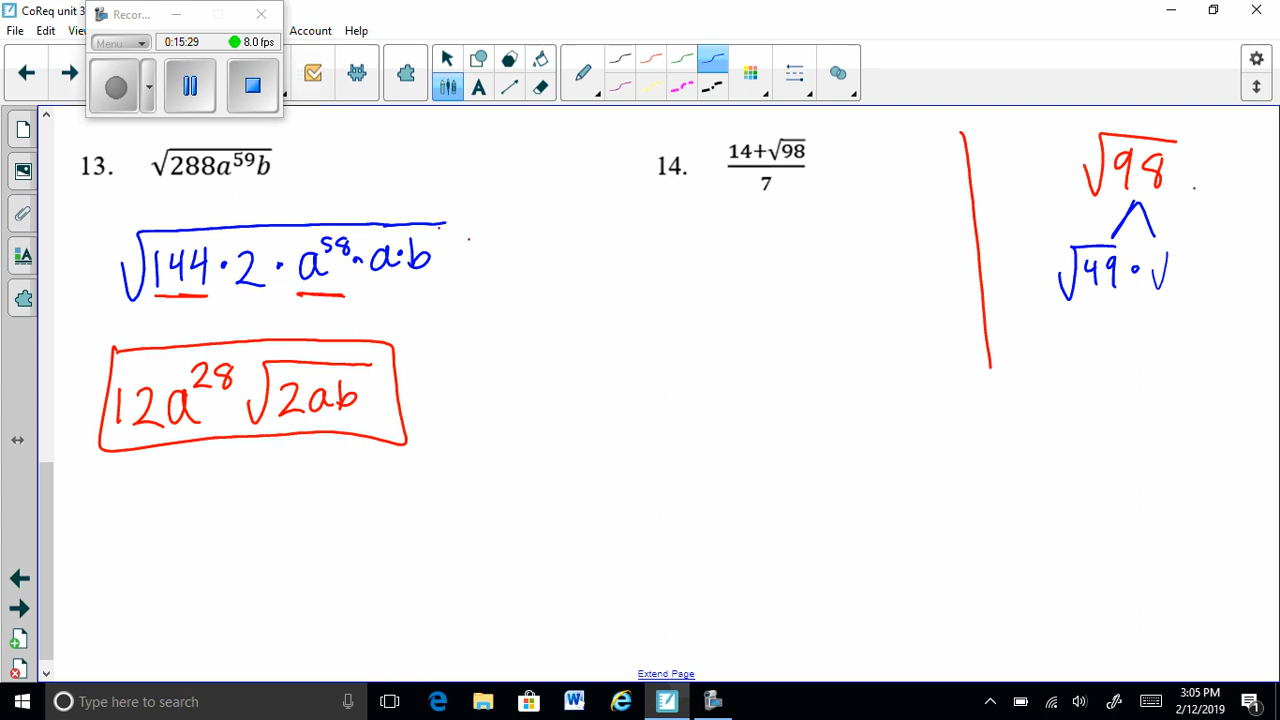 CoReq unit 3
Recor...
File Edit Vie Account Help
Menu 0:15:29 8.0 fps
13. √288a⁵⁹b
14. 14+√98
7
√98
√144 · 2 · a⁵⁸ · a · b
√49 · √
12a²⁸ √2ab
Extend Page
Type here to search
3:05 PM
2/12/2019
1